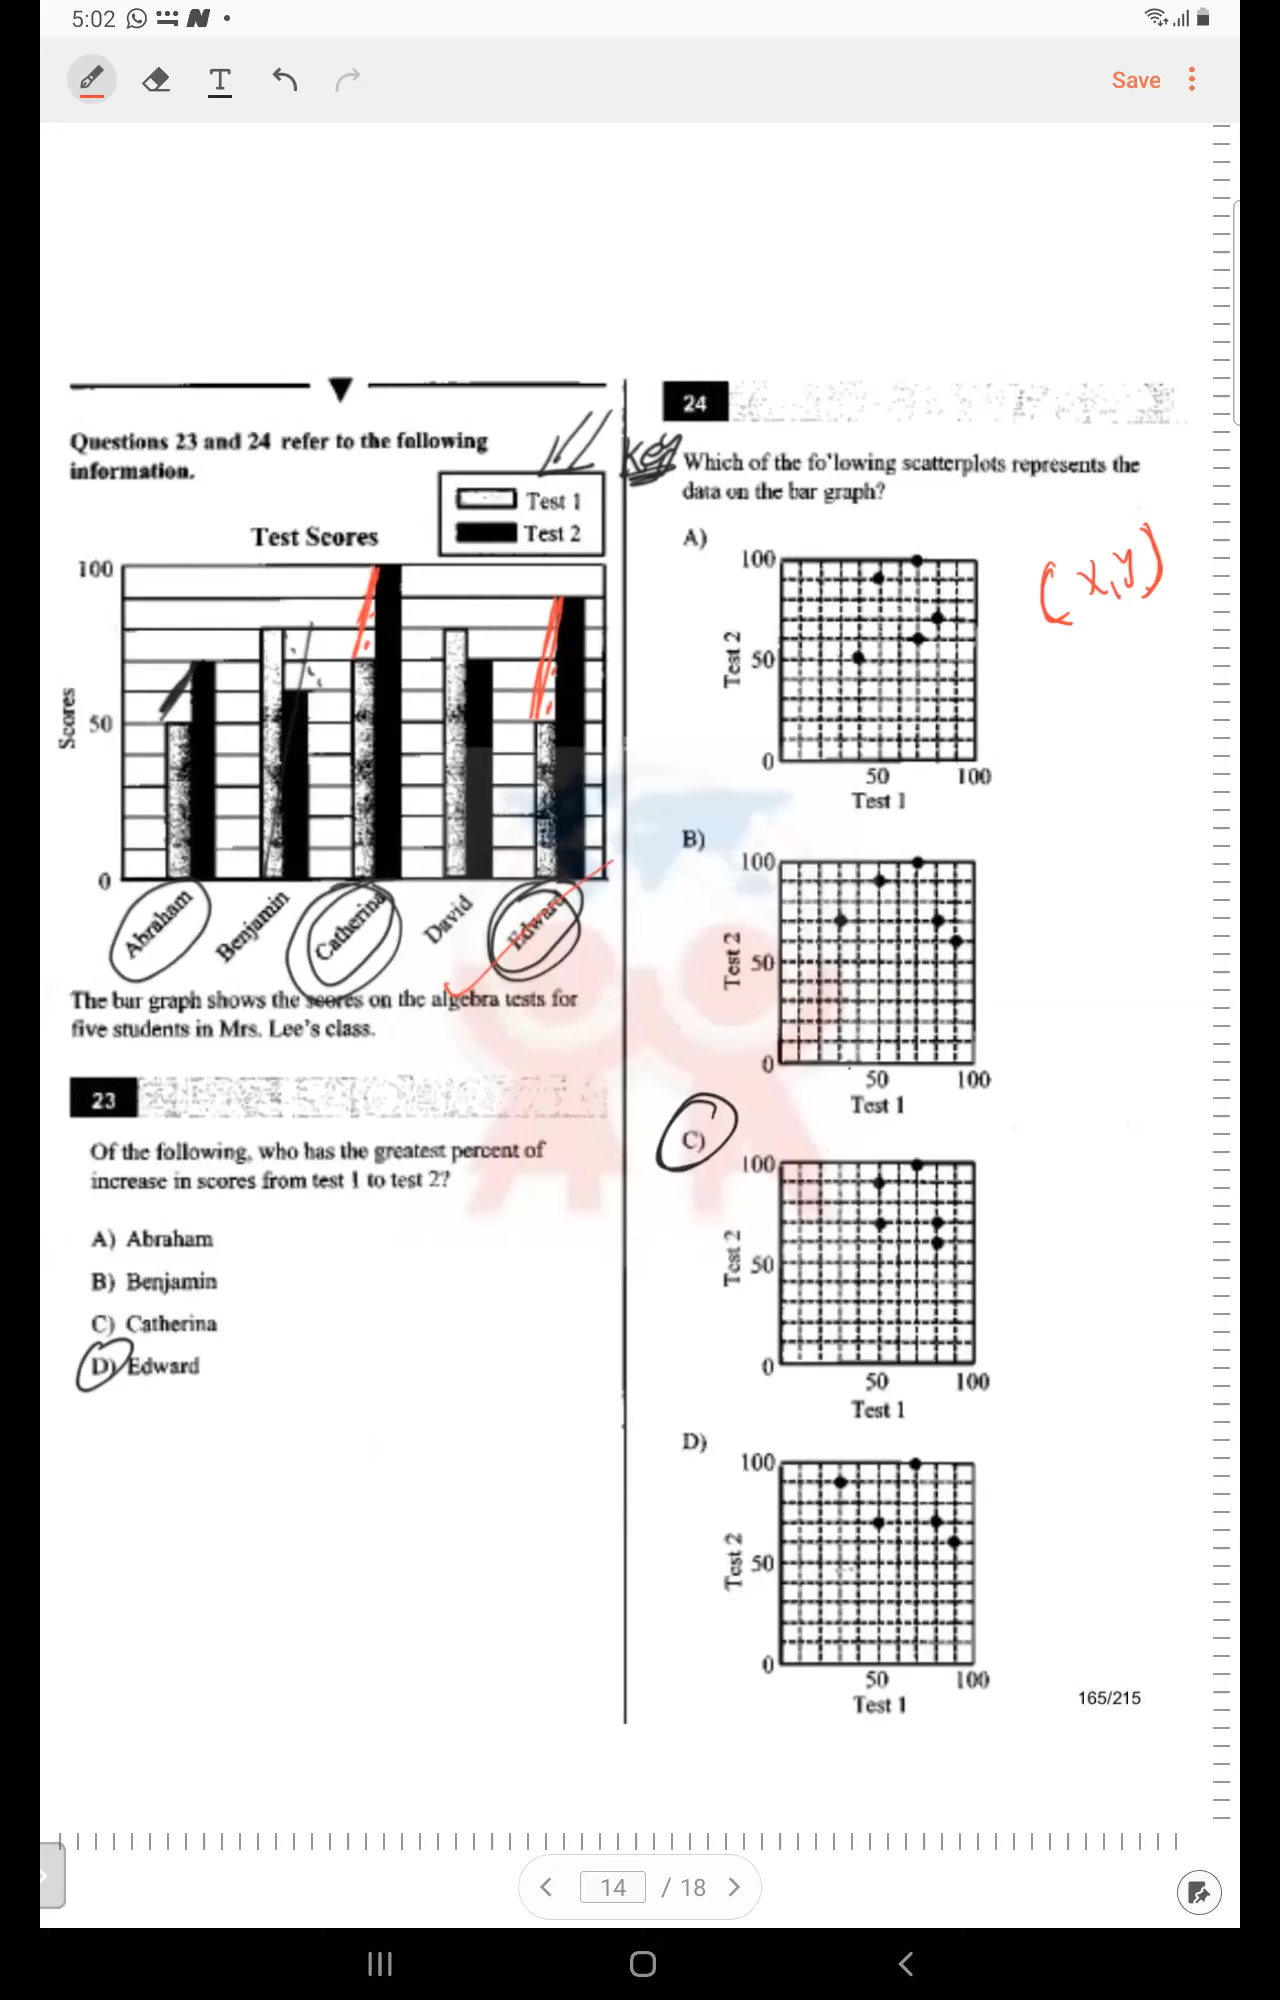 5:02
Save
Questions 23 and 24 refer to the following
information.
Test 1
Test 2
Test Scores
100
50
0
Scores
Abraham
Benjamin
Catherina
David
Edward
The bar graph shows the scores on the algebra tests for
five students in Mrs. Lee's class.
23
Of the following, who has the greatest percent of
increase in scores from test 1 to test 2?
A) Abraham
B) Benjamin
C) Catherina
D) Edward
24
Key
Which of the fo'lowing scatterplots represents the
data on the bar graph?
(x,y)
A)
100
50
0
Test 2
50
100
Test 1
B)
100
50
0
Test 2
50
100
Test 1
C)
100
50
0
Test 2
50
100
Test 1
D)
100
50
0
Test 2
50
100
Test 1
165/215
14 / 18